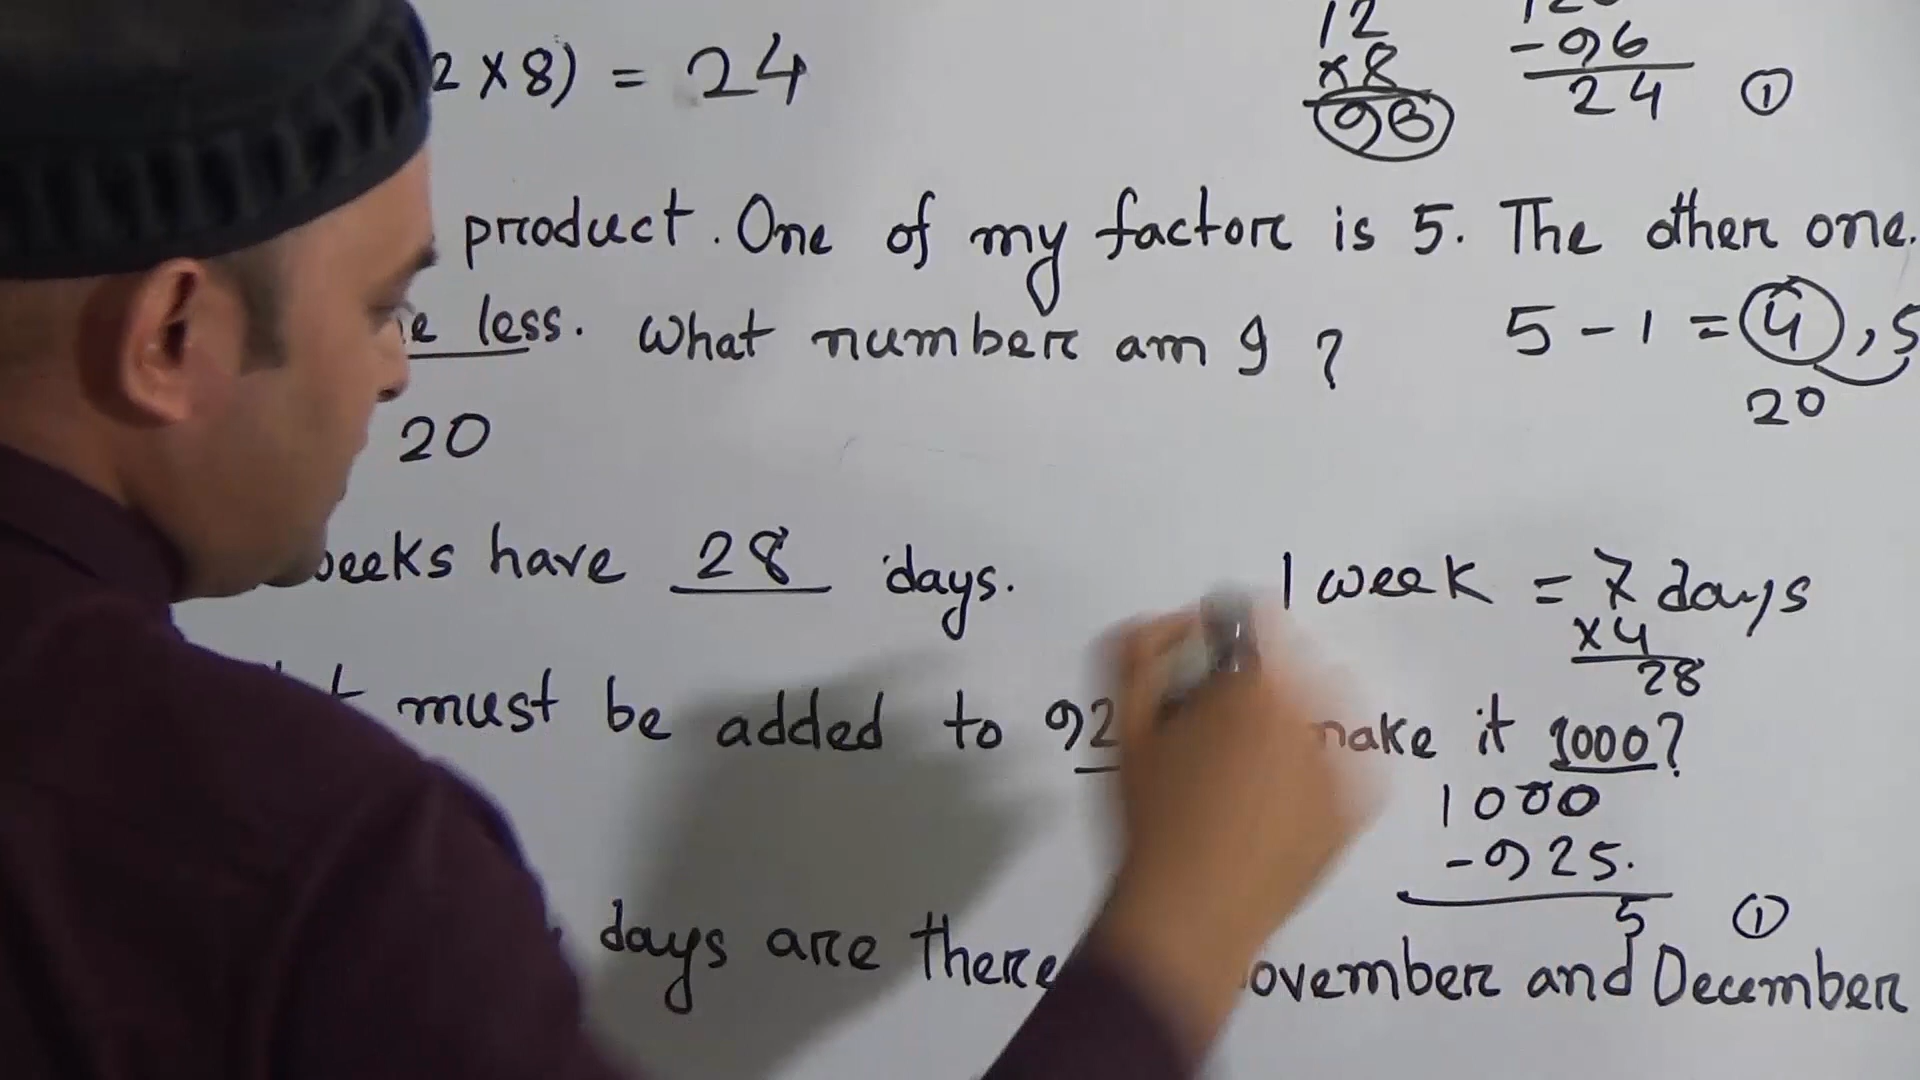 2 × 8) = 24
12
×8
96
- 96
24 ①
product. One of my factor is 5. The other one.
less. What number am I ?
5 - 1 = 4 , 5
20
20
weeks have 28 days.
1 week = 7 days
×4
28
must be added to 92 make it 1000?
1000
- 925.
5 ①
days are there November and December